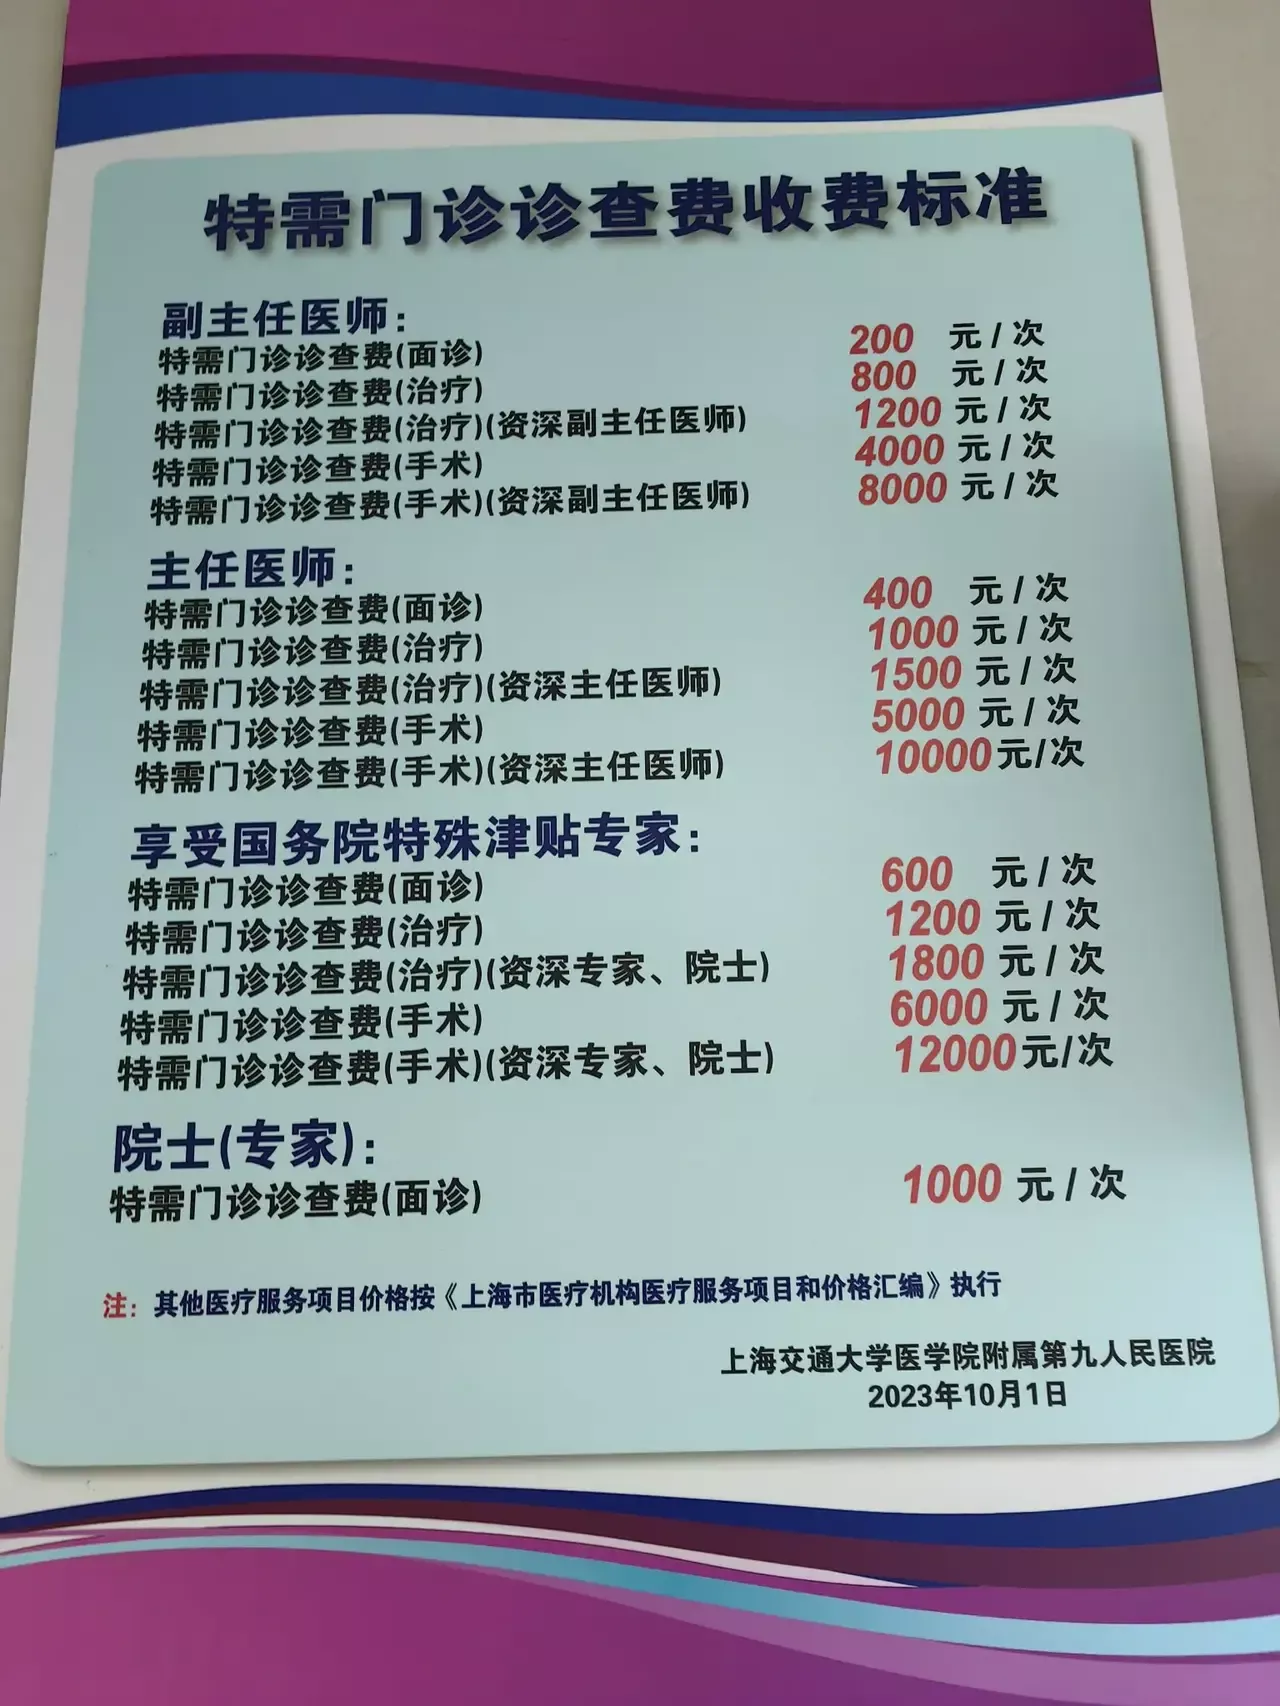 特需门诊诊查费收费标准
副主任医师：
特需门诊诊查费(面诊) 200 元/次
特需门诊诊查费(治疗) 800 元/次
特需门诊诊查费(治疗)(资深副主任医师) 1200 元/次
特需门诊诊查费(手术) 4000 元/次
特需门诊诊查费(手术)(资深副主任医师) 8000 元/次
主任医师：
特需门诊诊查费(面诊) 400 元/次
特需门诊诊查费(治疗) 1000 元/次
特需门诊诊查费(治疗)(资深主任医师) 1500 元/次
特需门诊诊查费(手术) 5000 元/次
特需门诊诊查费(手术)(资深主任医师) 10000元/次
享受国务院特殊津贴专家：
特需门诊诊查费(面诊) 600 元/次
特需门诊诊查费(治疗) 1200 元/次
特需门诊诊查费(治疗)(资深专家、院士) 1800 元/次
特需门诊诊查费(手术) 6000 元/次
特需门诊诊查费(手术)(资深专家、院士) 12000元/次
院士(专家)：
特需门诊诊查费(面诊) 1000 元/次
注：其他医疗服务项目价格按《上海市医疗机构医疗服务项目和价格汇编》执行
上海交通大学医学院附属第九人民医院
2023年10月1日